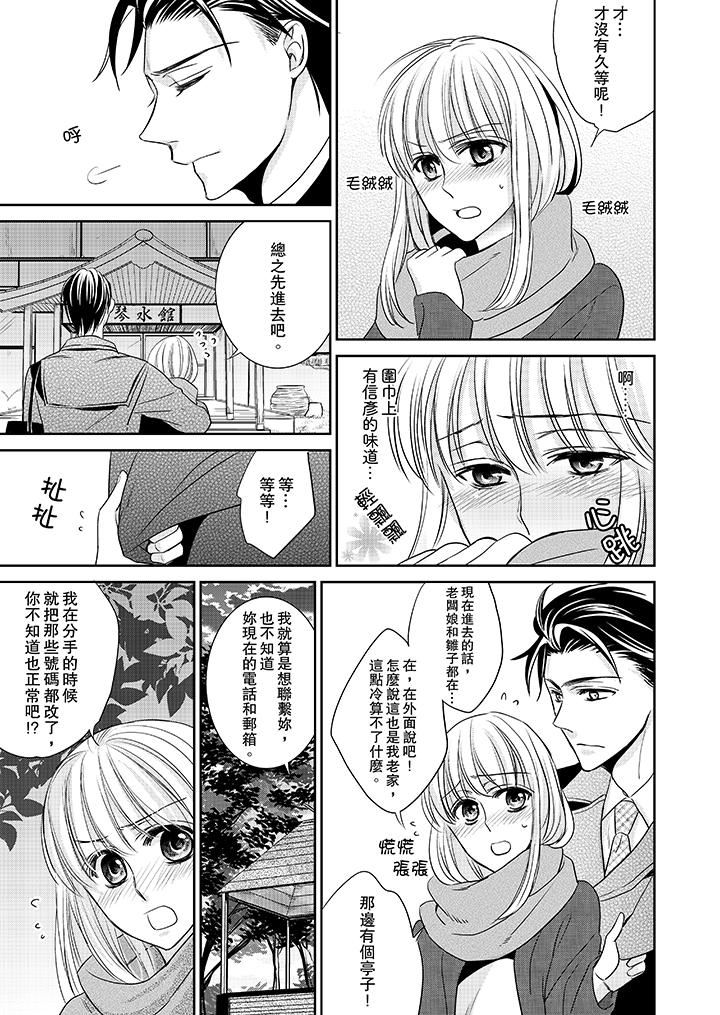 才…
才沒有久等呢！
毛絨絨
毛絨絨
呼
啊……
圍巾上
有信彥的味道…
輕飄飄
心跳
總之先進去吧。
琴水館
等…
等等！
扯
扯
現在進去的話，
老闆娘和雛子都在…
在，在外面說吧！
怎麼說這也是我老家，
這點冷算不了什麼。
慌慌
張張
那邊有個亭子！
我就算是想聯繫妳，
也不知道
妳現在的電話和郵箱。
我在分手的時候
就把那些號碼都改了，
你不知道也正常吧!?